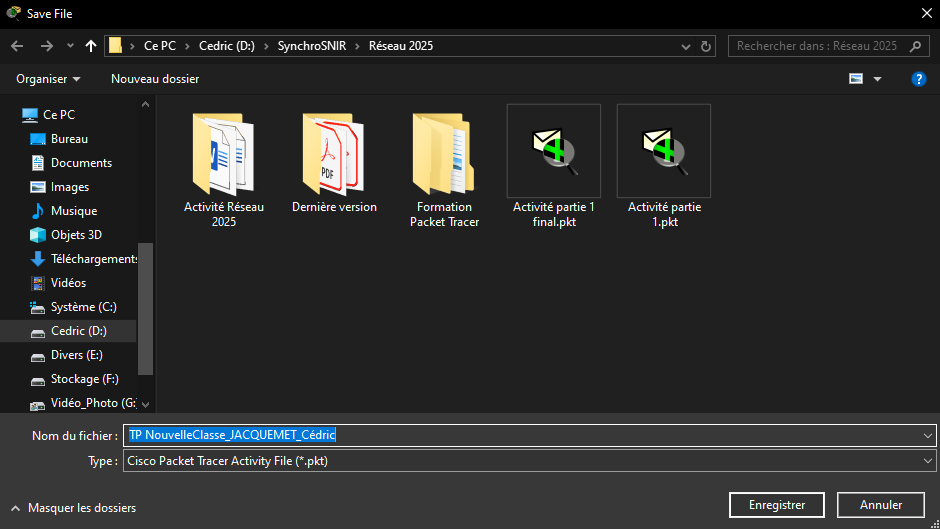 Save File
Ce PC > Cedric (D:) > SynchroSNIR > Réseau 2025
Rechercher dans : Réseau 2025
Organiser
Nouveau dossier
Ce PC
Bureau
Documents
Images
Musique
Objets 3D
Téléchargements
Vidéos
Système (C:)
Cedric (D:)
Divers (E:)
Stockage (F:)
Vidéo_Photo (G:
Activité Réseau
2025
Dernière version
PDF
Formation
Packet Tracer
Activité partie 1
final.pkt
Activité partie
1.pkt
Nom du fichier :
TP NouvelleClasse_JACQUEMET_Cédric
Type :
Cisco Packet Tracer Activity File (*.pkt)
Masquer les dossiers
Enregistrer
Annuler